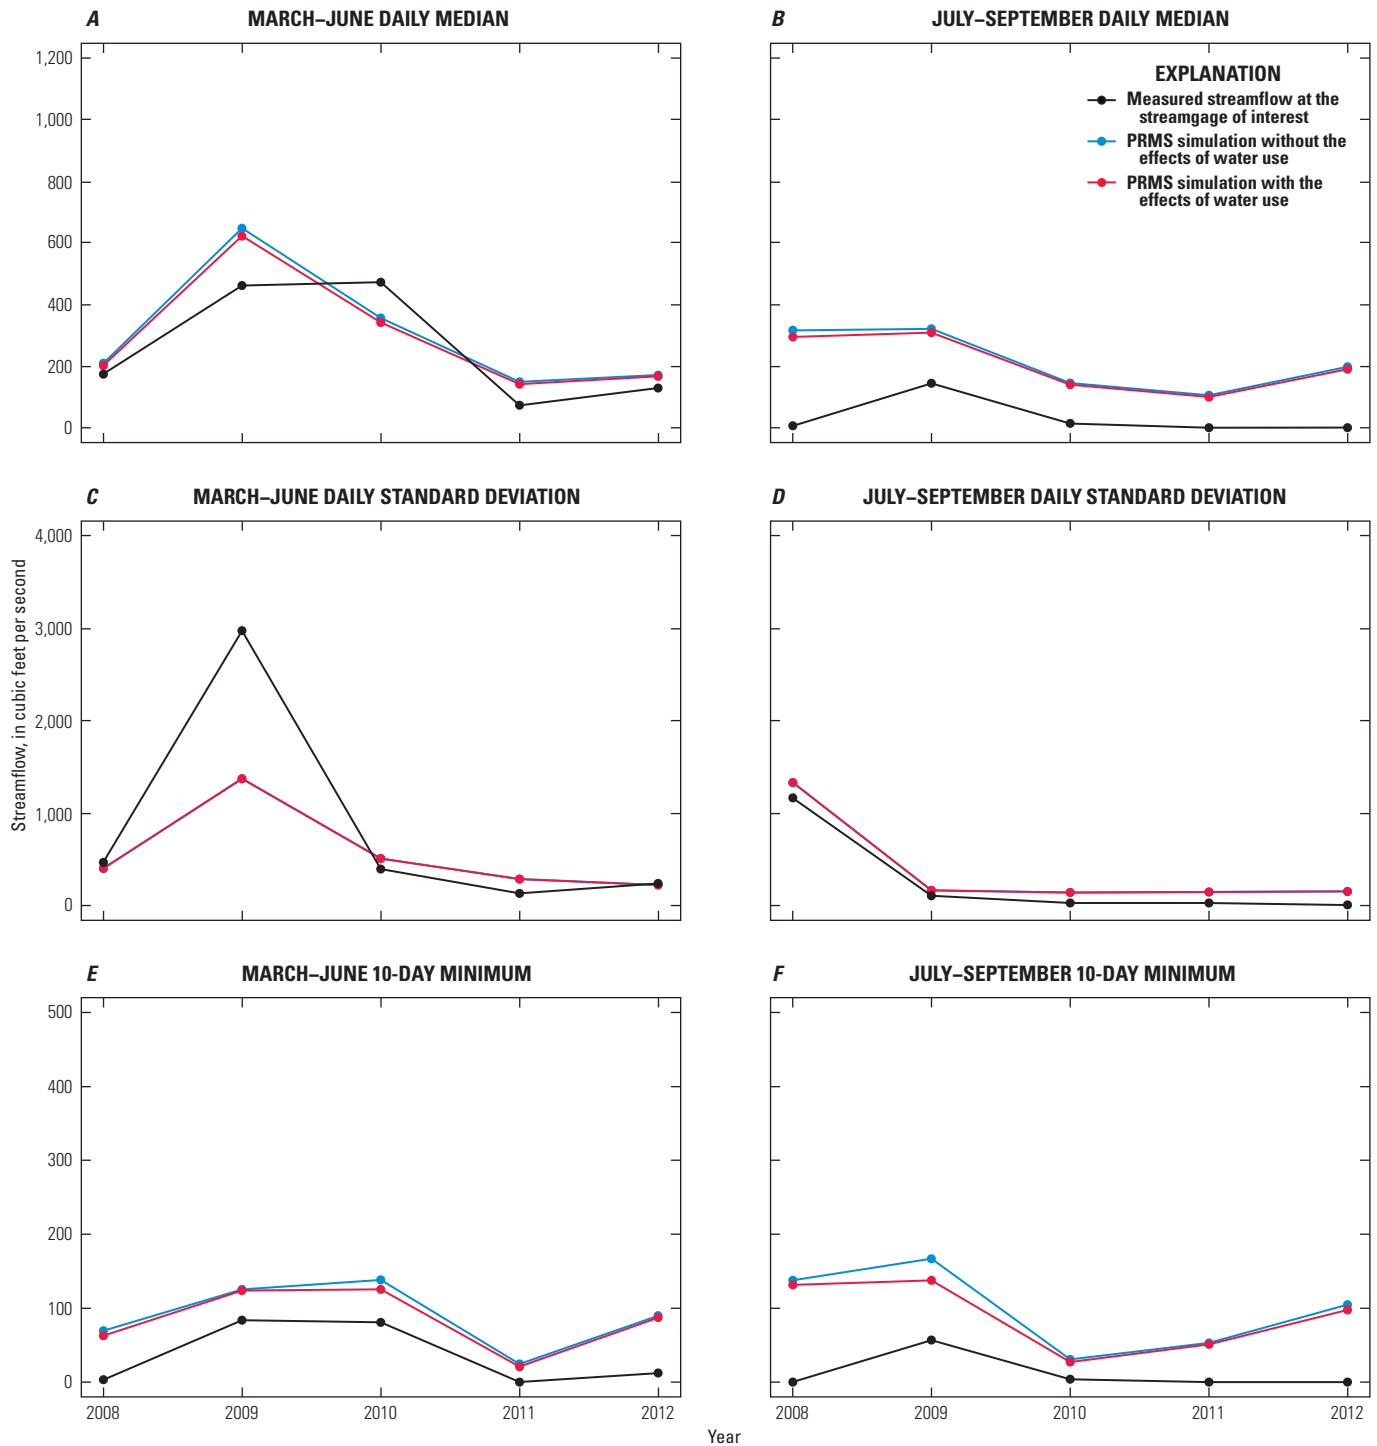 A MARCH–JUNE DAILY MEDIAN
B JULY–SEPTEMBER DAILY MEDIAN
1,200
1,000
800
600
400
200
0
EXPLANATION
Measured streamflow at the
streamgage of interest
PRMS simulation without the
effects of water use
PRMS simulation with the
effects of water use
C MARCH–JUNE DAILY STANDARD DEVIATION
D JULY–SEPTEMBER DAILY STANDARD DEVIATION
Streamflow, in cubic feet per second
4,000
3,000
2,000
1,000
0
E MARCH–JUNE 10-DAY MINIMUM
F JULY–SEPTEMBER 10-DAY MINIMUM
500
400
300
200
100
0
2008 2009 2010 2011 2012
2008 2009 2010 2011 2012
Year